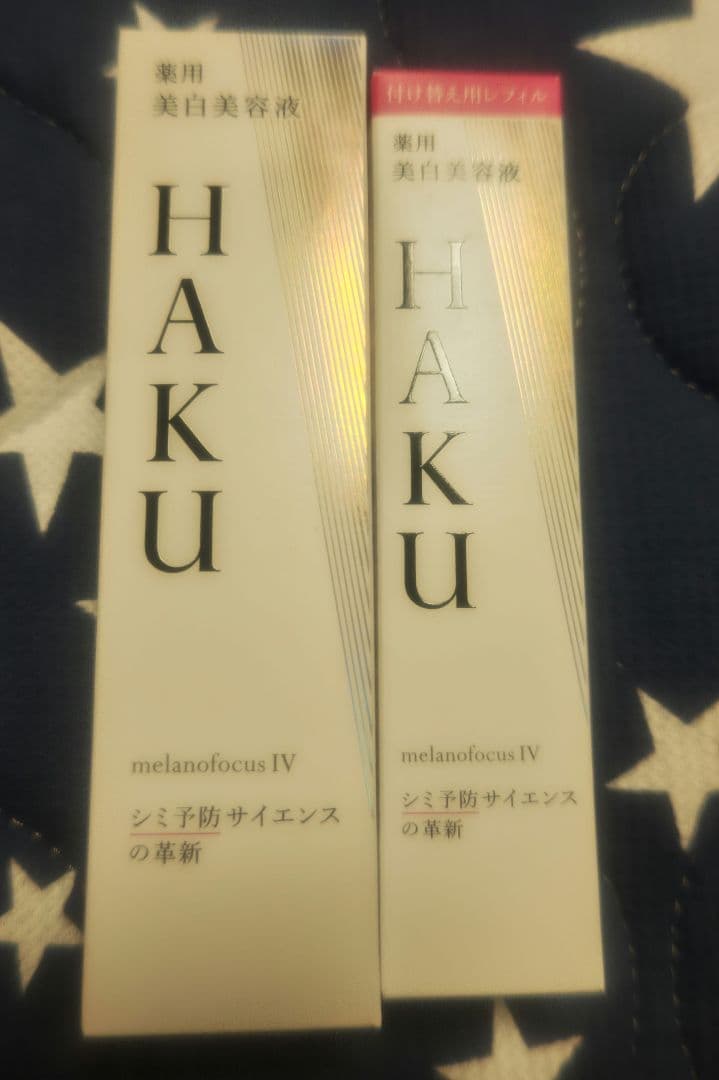 薬用
美白美容液
HAKU
melanofocus IV
シミ予防サイエンス
の革新
付け替え用レフィル
薬用
美白美容液
HAKU
melanofocus IV
シミ予防サイエンス
の革新